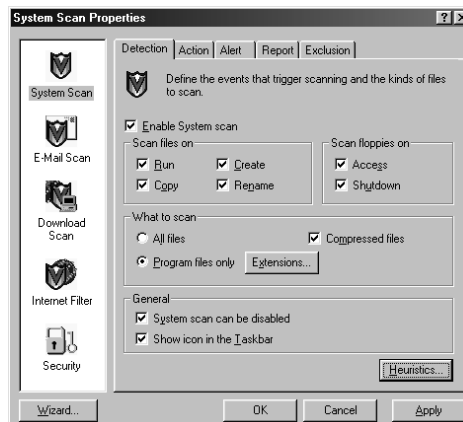 System Scan Properties
? x
System Scan
E-Mail Scan
Download
Scan
Internet Filter
Security
Detection Action Alert Report Exclusion
Define the events that trigger scanning and the kinds of files
to scan.
Enable System scan
Scan files on
Run Create
Copy Rename
Scan floppies on
Access
Shutdown
What to scan
All files Compressed files
Program files only Extensions...
General
System scan can be disabled
Show icon in the Taskbar
Heuristics...
Wizard... OK Cancel Apply